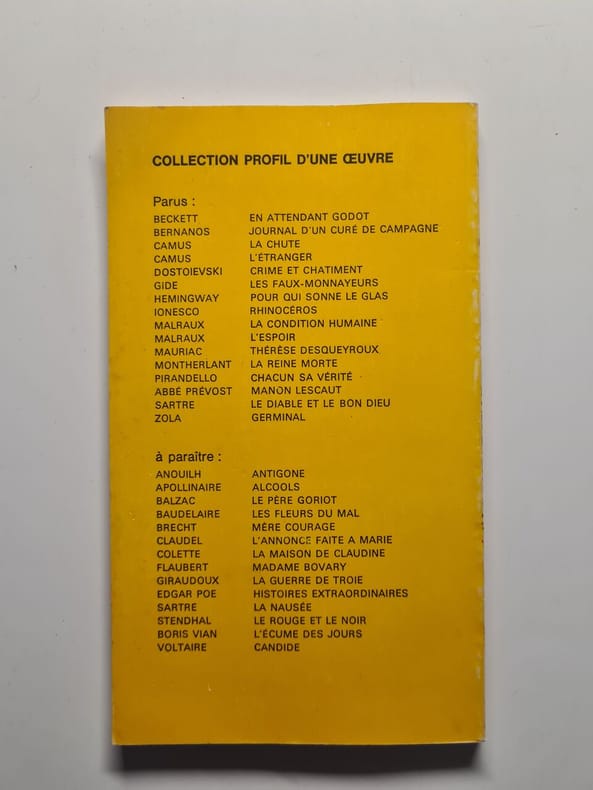 COLLECTION PROFIL D'UNE ŒUVRE
Parus :
BECKETT EN ATTENDANT GODOT
BERNANOS JOURNAL D'UN CURÉ DE CAMPAGNE
CAMUS LA CHUTE
CAMUS L'ÉTRANGER
DOSTOIEVSKI CRIME ET CHATIMENT
GIDE LES FAUX-MONNAYEURS
HEMINGWAY POUR QUI SONNE LE GLAS
IONESCO RHINOCÉROS
MALRAUX LA CONDITION HUMAINE
MALRAUX L'ESPOIR
MAURIAC THÉRÈSE DESQUEYROUX
MONTHERLANT LA REINE MORTE
PIRANDELLO CHACUN SA VÉRITÉ
ABBÉ PRÉVOST MANON LESCAUT
SARTRE LE DIABLE ET LE BON DIEU
ZOLA GERMINAL
à paraître :
ANOUILH ANTIGONE
APOLLINAIRE ALCOOLS
BALZAC LE PÈRE GORIOT
BAUDELAIRE LES FLEURS DU MAL
BRECHT MÈRE COURAGE
CLAUDEL L'ANNONCE FAITE A MARIE
COLETTE LA MAISON DE CLAUDINE
FLAUBERT MADAME BOVARY
GIRAUDOUX LA GUERRE DE TROIE
EDGAR POE HISTOIRES EXTRAORDINAIRES
SARTRE LA NAUSÉE
STENDHAL LE ROUGE ET LE NOIR
BORIS VIAN L'ÉCUME DES JOURS
VOLTAIRE CANDIDE